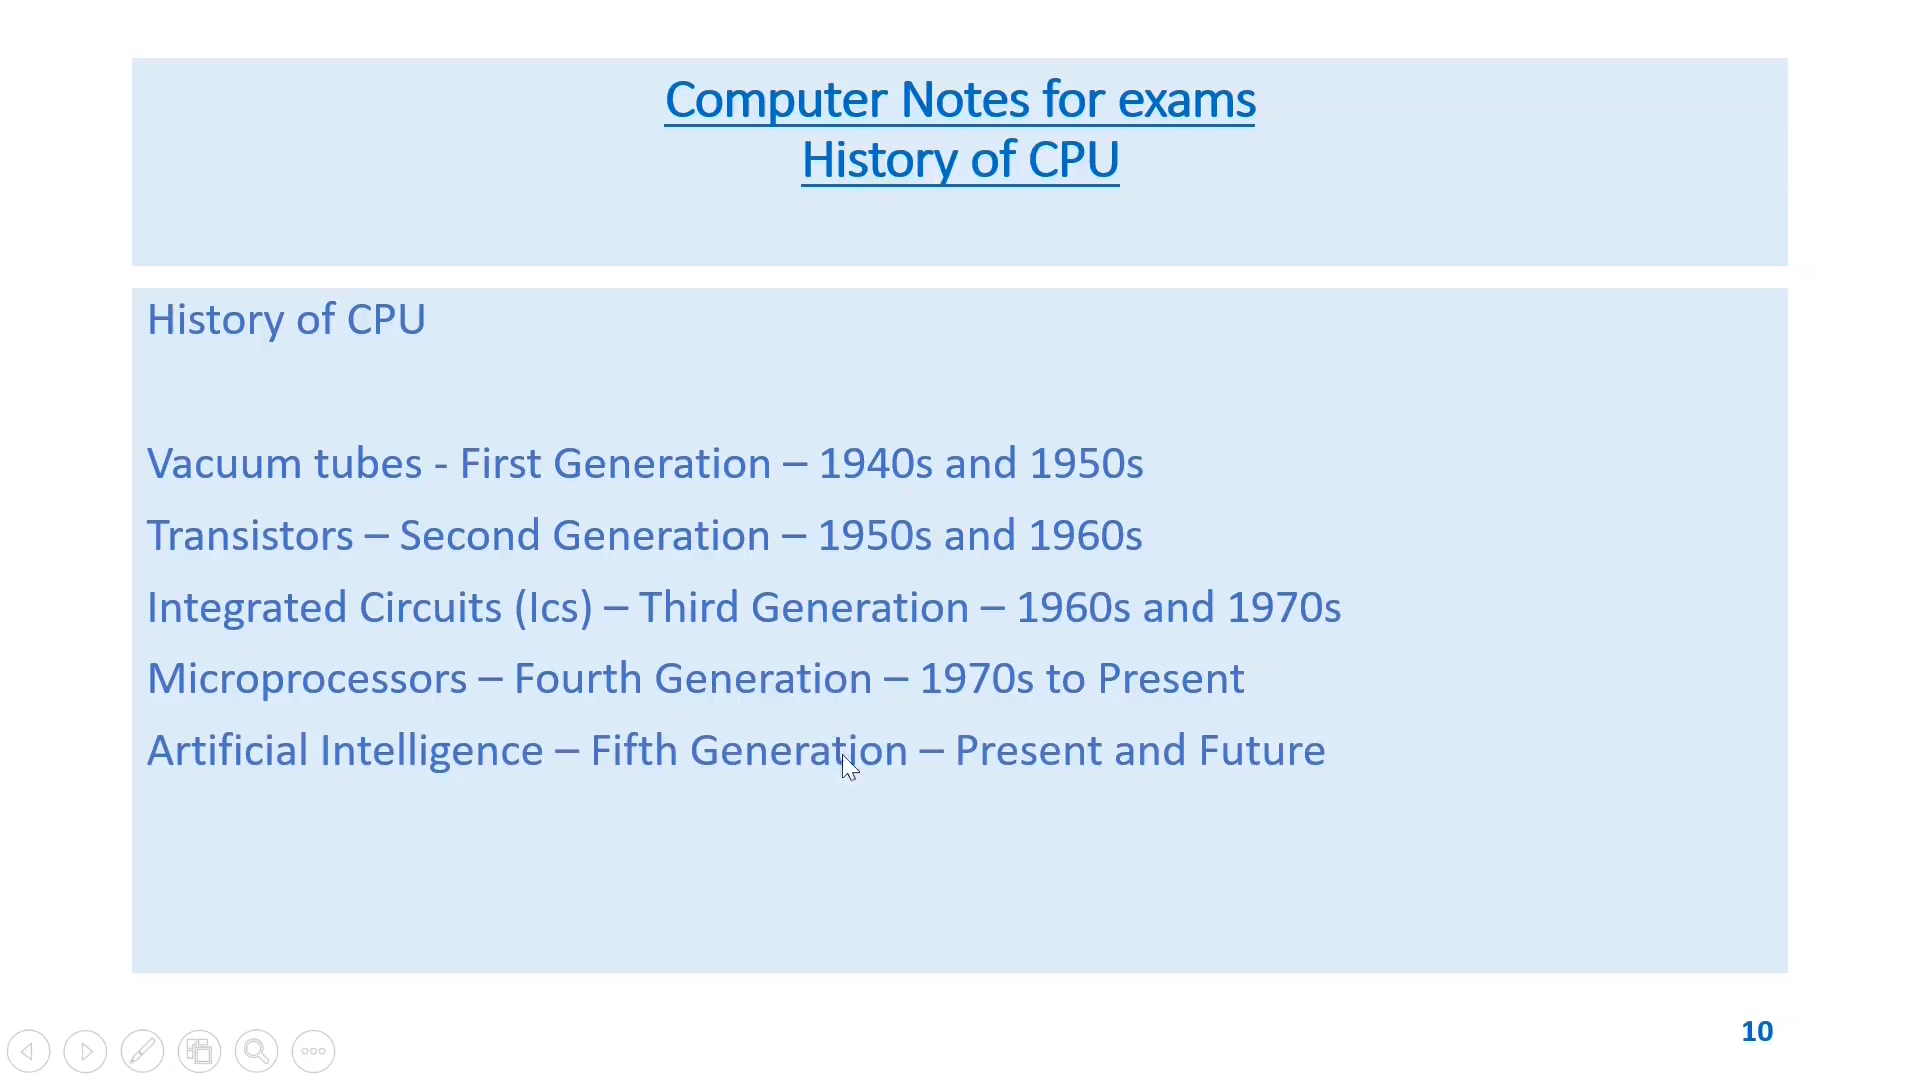 Computer Notes for exams
History of CPU
History of CPU
Vacuum tubes - First Generation – 1940s and 1950s
Transistors – Second Generation – 1950s and 1960s
Integrated Circuits (Ics) – Third Generation – 1960s and 1970s
Microprocessors – Fourth Generation – 1970s to Present
Artificial Intelligence – Fifth Generation – Present and Future
10